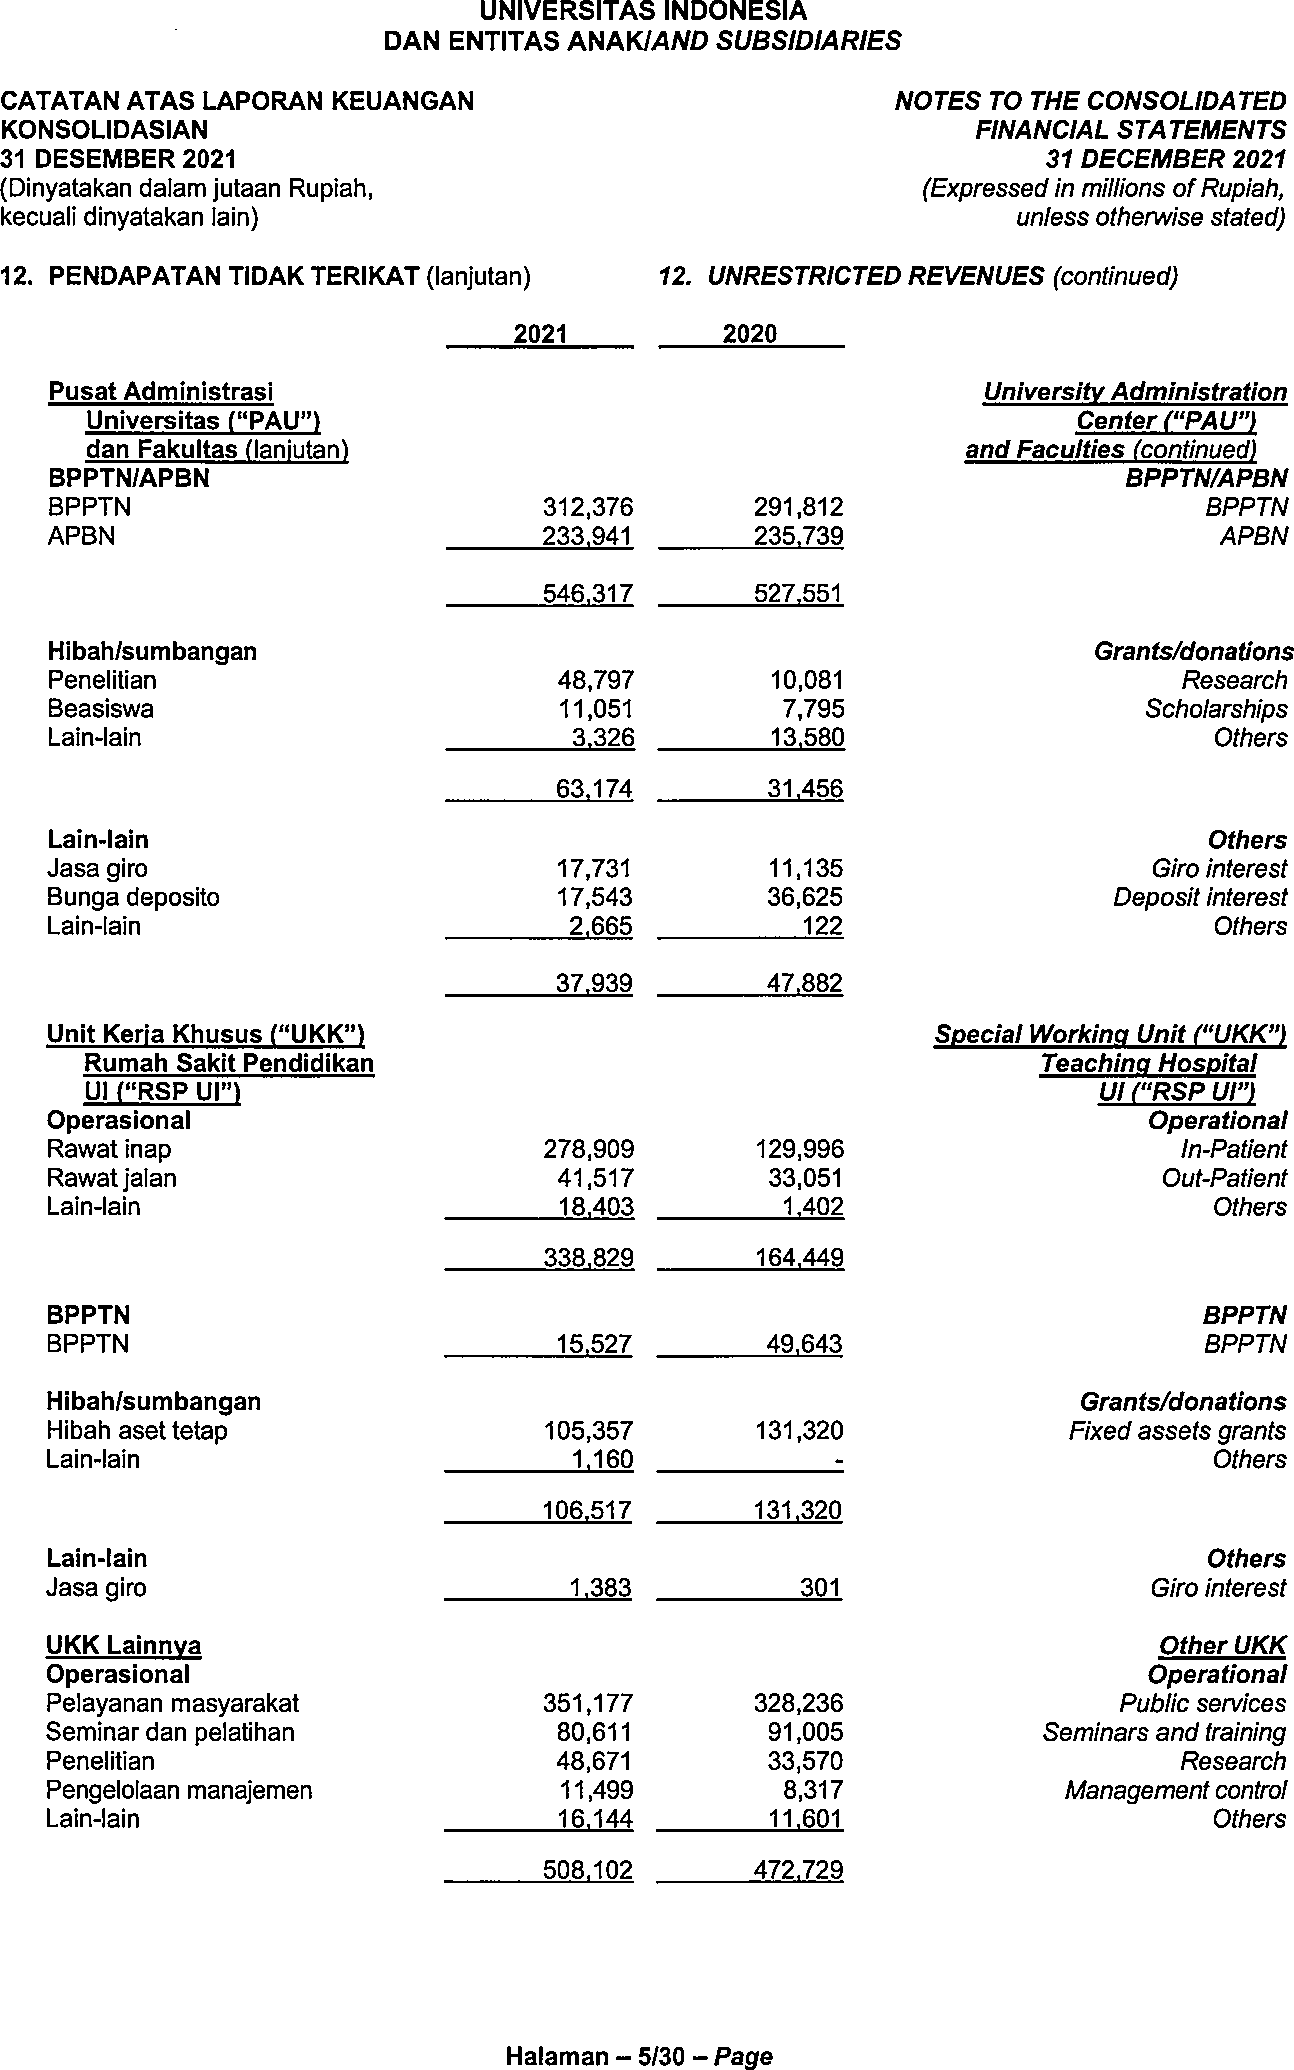 UNIVERSITAS INDONESIA
DAN ENTITAS ANAK/AND SUBSIDIARIES
CATATAN ATAS LAPORAN KEUANGAN NOTES TO THE CONSOLIDATED
KONSOLIDASIAN FINANCIAL STATEMENTS
31 DESEMBER 2021 31 DECEMBER 2021
(Dinyatakan dalam jutaan Rupiah, (Expressed in millions of Rupiah,
kecuali dinyatakan lain) unless otherwise stated)
12. PENDAPATAN TIDAK TERIKAT (lanjutan) 12. UNRESTRICTED REVENUES (continued)
2021 2020
Pusat Administrasi University Administration
Universitas (“PAU”) Center (“PAU”)
dan Fakultas (lanjutan) and Faculties (continued)
BPPTN/APBN BPPTN/APBN
BPPTN 312,376 291,812 BPPTN
APBN 233,941 235,739 APBN
546,317 527,551
Hibah/sumbangan Grants/donations
Penelitian 48,797 10,081 Research
Beasiswa 11,051 7,795 Scholarships
Lain-lain 3,326 13,580 Others
63,174 31,456
Lain-lain Others
Jasa giro 17,731 11,135 Giro interest
Bunga deposito 17,543 36,625 Deposit interest
Lain-lain 2,665 122 Others
37,939 47,882
Unit Kerja Khusus (“UKK”) Special Working Unit (“UKK”)
Rumah Sakit Pendidikan Teaching Hospital
UI (“RSP UI”) UI (“RSP UI”)
Operasional Operational
Rawat inap 278,909 129,996 In-Patient
Rawat jalan 41,517 33,051 Out-Patient
Lain-lain 18,403 1,402 Others
338,829 164,449
BPPTN BPPTN
BPPTN 15,527 49,643 BPPTN
Hibah/sumbangan Grants/donations
Hibah aset tetap 105,357 131,320 Fixed assets grants
Lain-lain 1,160 - Others
106,517 131,320
Lain-lain Others
Jasa giro 1,383 301 Giro interest
UKK Lainnya Other UKK
Operasional Operational
Pelayanan masyarakat 351,177 328,236 Public services
Seminar dan pelatihan 80,611 91,005 Seminars and training
Penelitian 48,671 33,570 Research
Pengelolaan manajemen 11,499 8,317 Management control
Lain-lain 16,144 11,601 Others
508,102 472,729
Halaman – 5/30 – Page